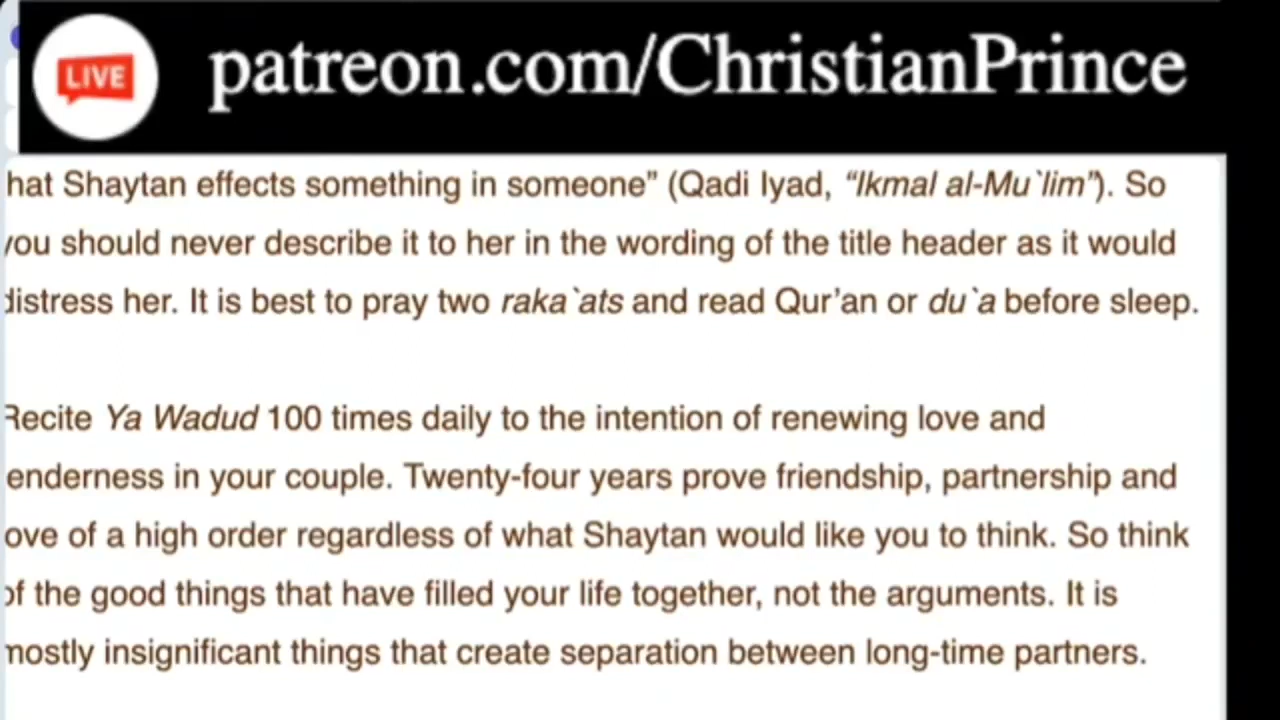 LIVE
patreon.com/ChristianPrince
hat Shaytan effects something in someone” (Qadi Iyad, “Ikmal al-Mu`lim”). So
you should never describe it to her in the wording of the title header as it would
distress her. It is best to pray two raka`ats and read Qur’an or du`a before sleep.
Recite Ya Wadud 100 times daily to the intention of renewing love and
enderness in your couple. Twenty-four years prove friendship, partnership and
ove of a high order regardless of what Shaytan would like you to think. So think
of the good things that have filled your life together, not the arguments. It is
mostly insignificant things that create separation between long-time partners.